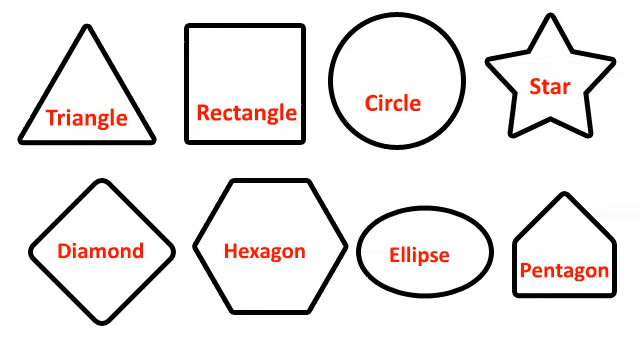 Triangle
Rectangle
Circle
Star
Diamond
Hexagon
Ellipse
Pentagon